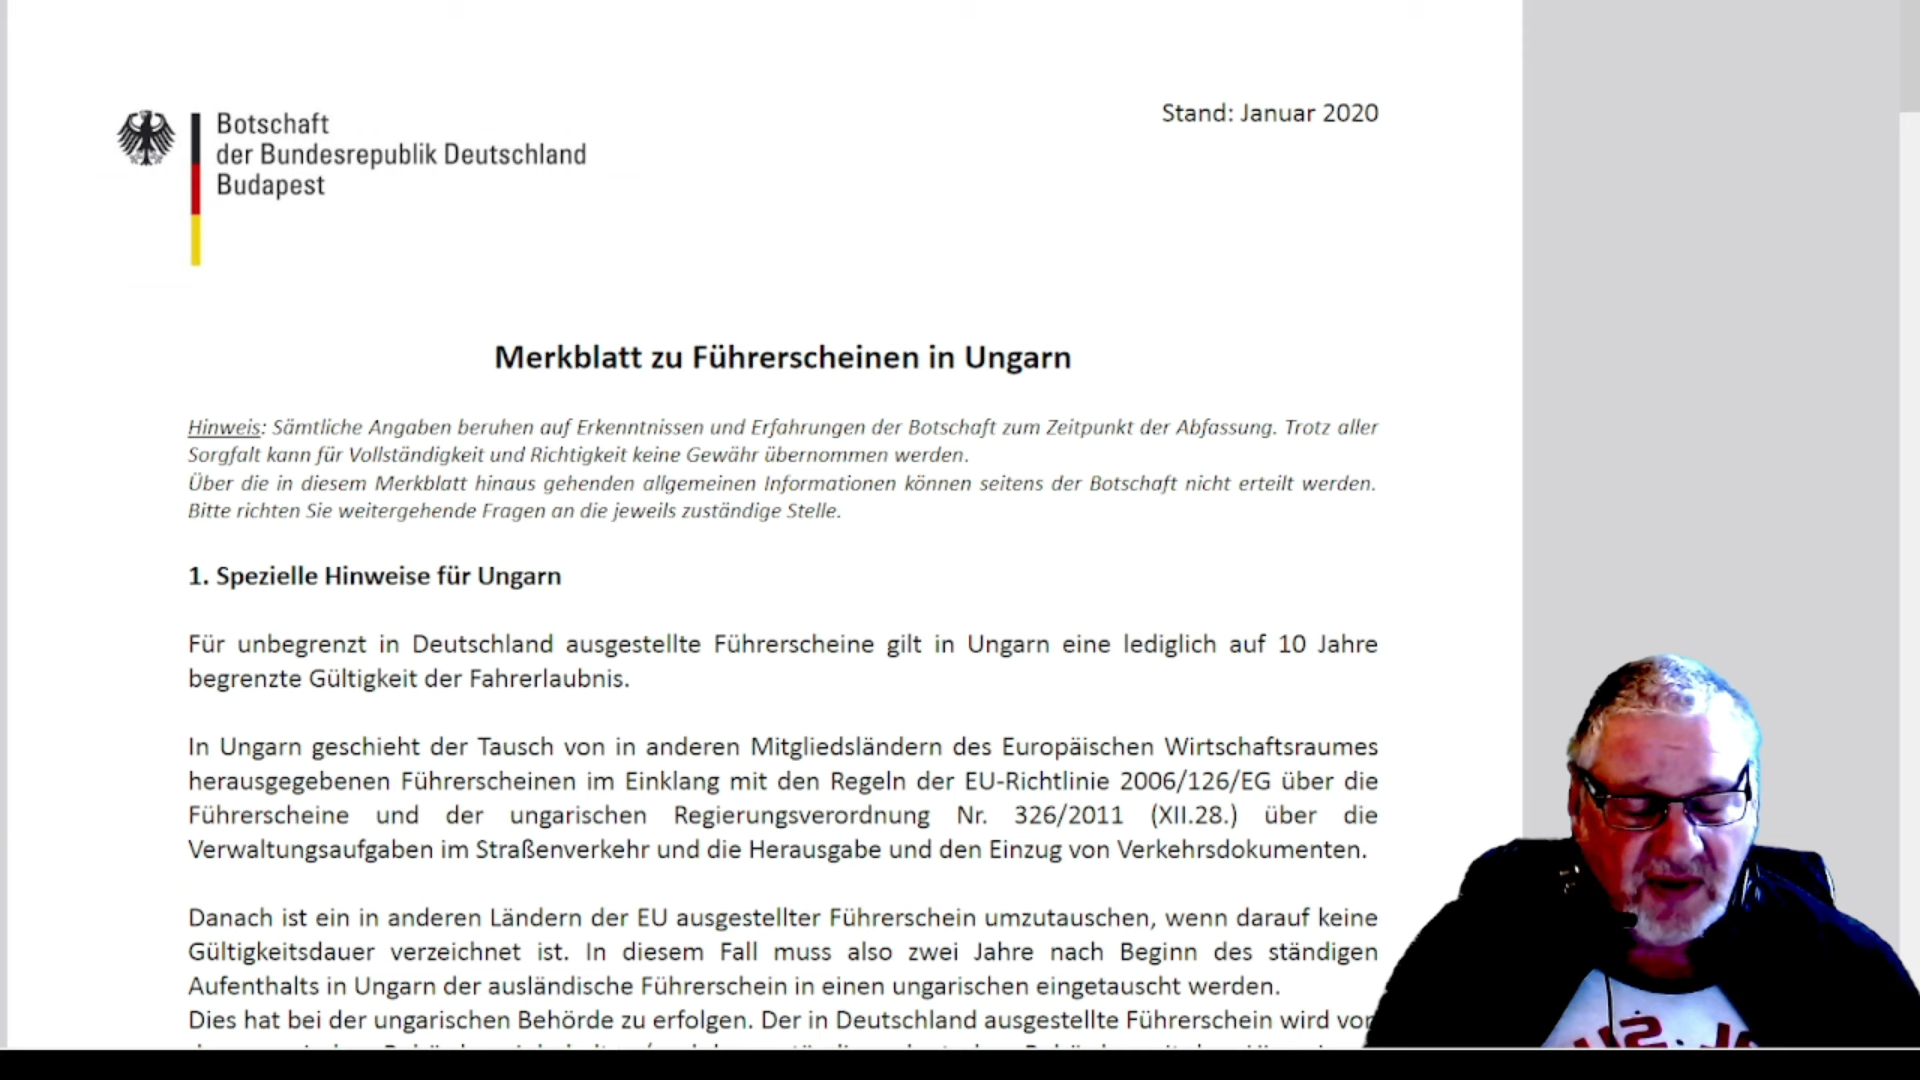 Botschaft
der Bundesrepublik Deutschland
Budapest
Stand: Januar 2020
Merkblatt zu Führerscheinen in Ungarn
Hinweis: Sämtliche Angaben beruhen auf Erkenntnissen und Erfahrungen der Botschaft zum Zeitpunkt der Abfassung. Trotz aller
Sorgfalt kann für Vollständigkeit und Richtigkeit keine Gewähr übernommen werden.
Über die in diesem Merkblatt hinaus gehenden allgemeinen Informationen können seitens der Botschaft nicht erteilt werden.
Bitte richten Sie weitergehende Fragen an die jeweils zuständige Stelle.
1. Spezielle Hinweise für Ungarn
Für unbegrenzt in Deutschland ausgestellte Führerscheine gilt in Ungarn eine lediglich auf 10 Jahre
begrenzte Gültigkeit der Fahrerlaubnis.
In Ungarn geschieht der Tausch von in anderen Mitgliedsländern des Europäischen Wirtschaftsraumes
herausgegebenen Führerscheinen im Einklang mit den Regeln der EU-Richtlinie 2006/126/EG über die
Führerscheine und der ungarischen Regierungsverordnung Nr. 326/2011 (XII.28.) über die
Verwaltungsaufgaben im Straßenverkehr und die Herausgabe und den Einzug von Verkehrsdokumenten.
Danach ist ein in anderen Ländern der EU ausgestellter Führerschein umzutauschen, wenn darauf keine
Gültigkeitsdauer verzeichnet ist. In diesem Fall muss also zwei Jahre nach Beginn des ständigen
Aufenthalts in Ungarn der ausländische Führerschein in einen ungarischen eingetauscht werden.
Dies hat bei der ungarischen Behörde zu erfolgen. Der in Deutschland ausgestellte Führerschein wird von